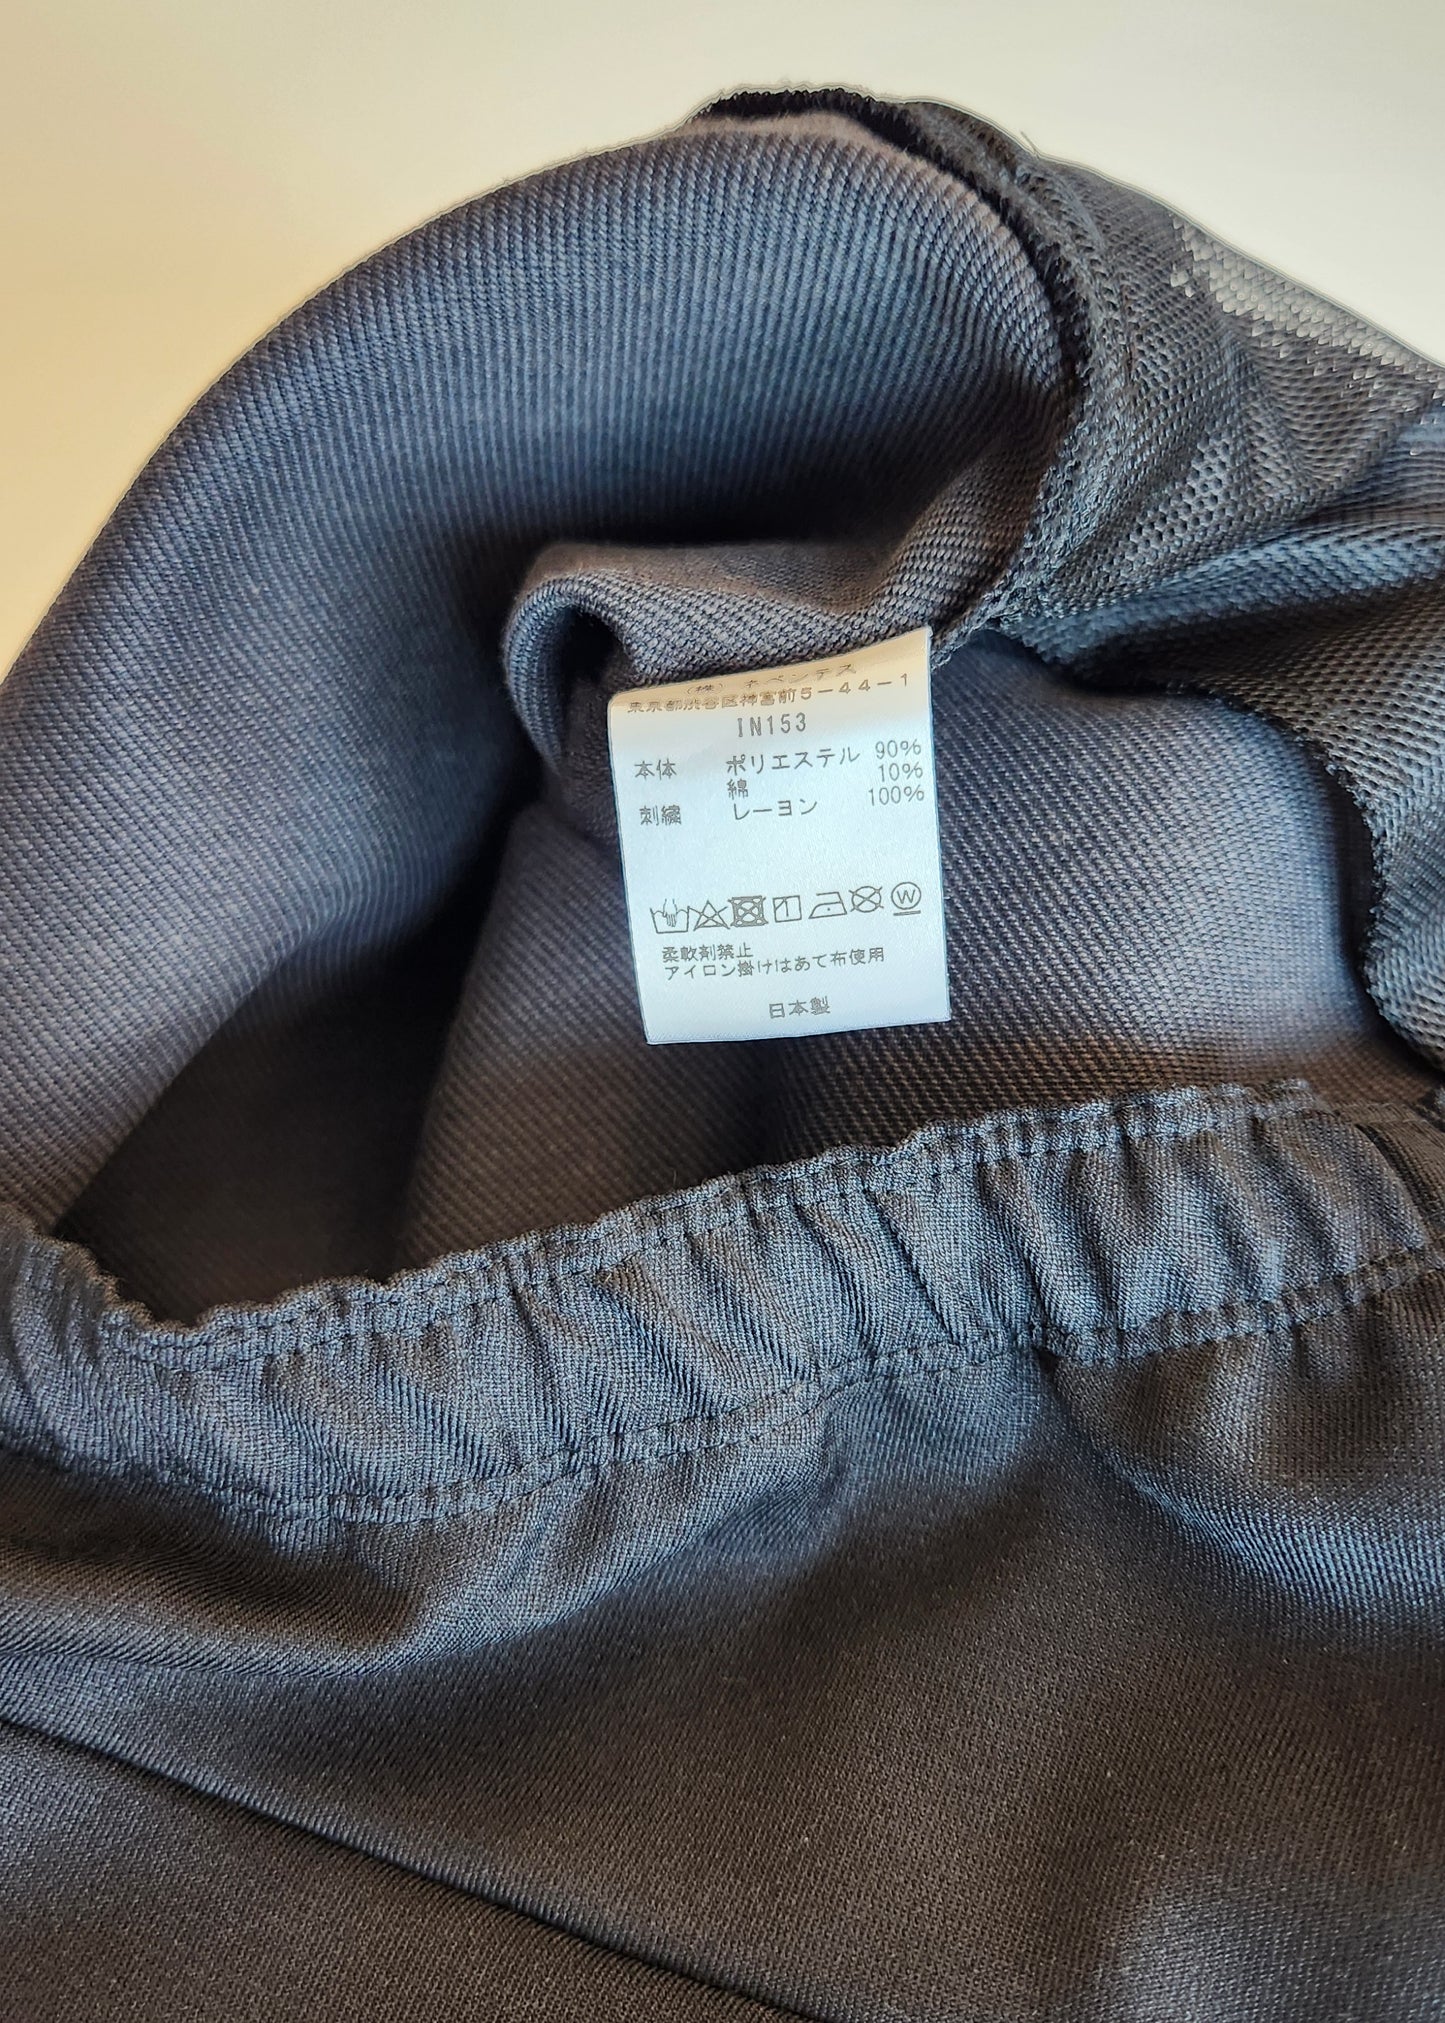 (株) ネペンテス
東京都渋谷区神宮前5-44-1
IN153
本体 ポリエステル 90%
綿 10%
刺繍 レーヨン 100%
W
柔軟剤禁止
アイロン掛けはあて布使用
日本製